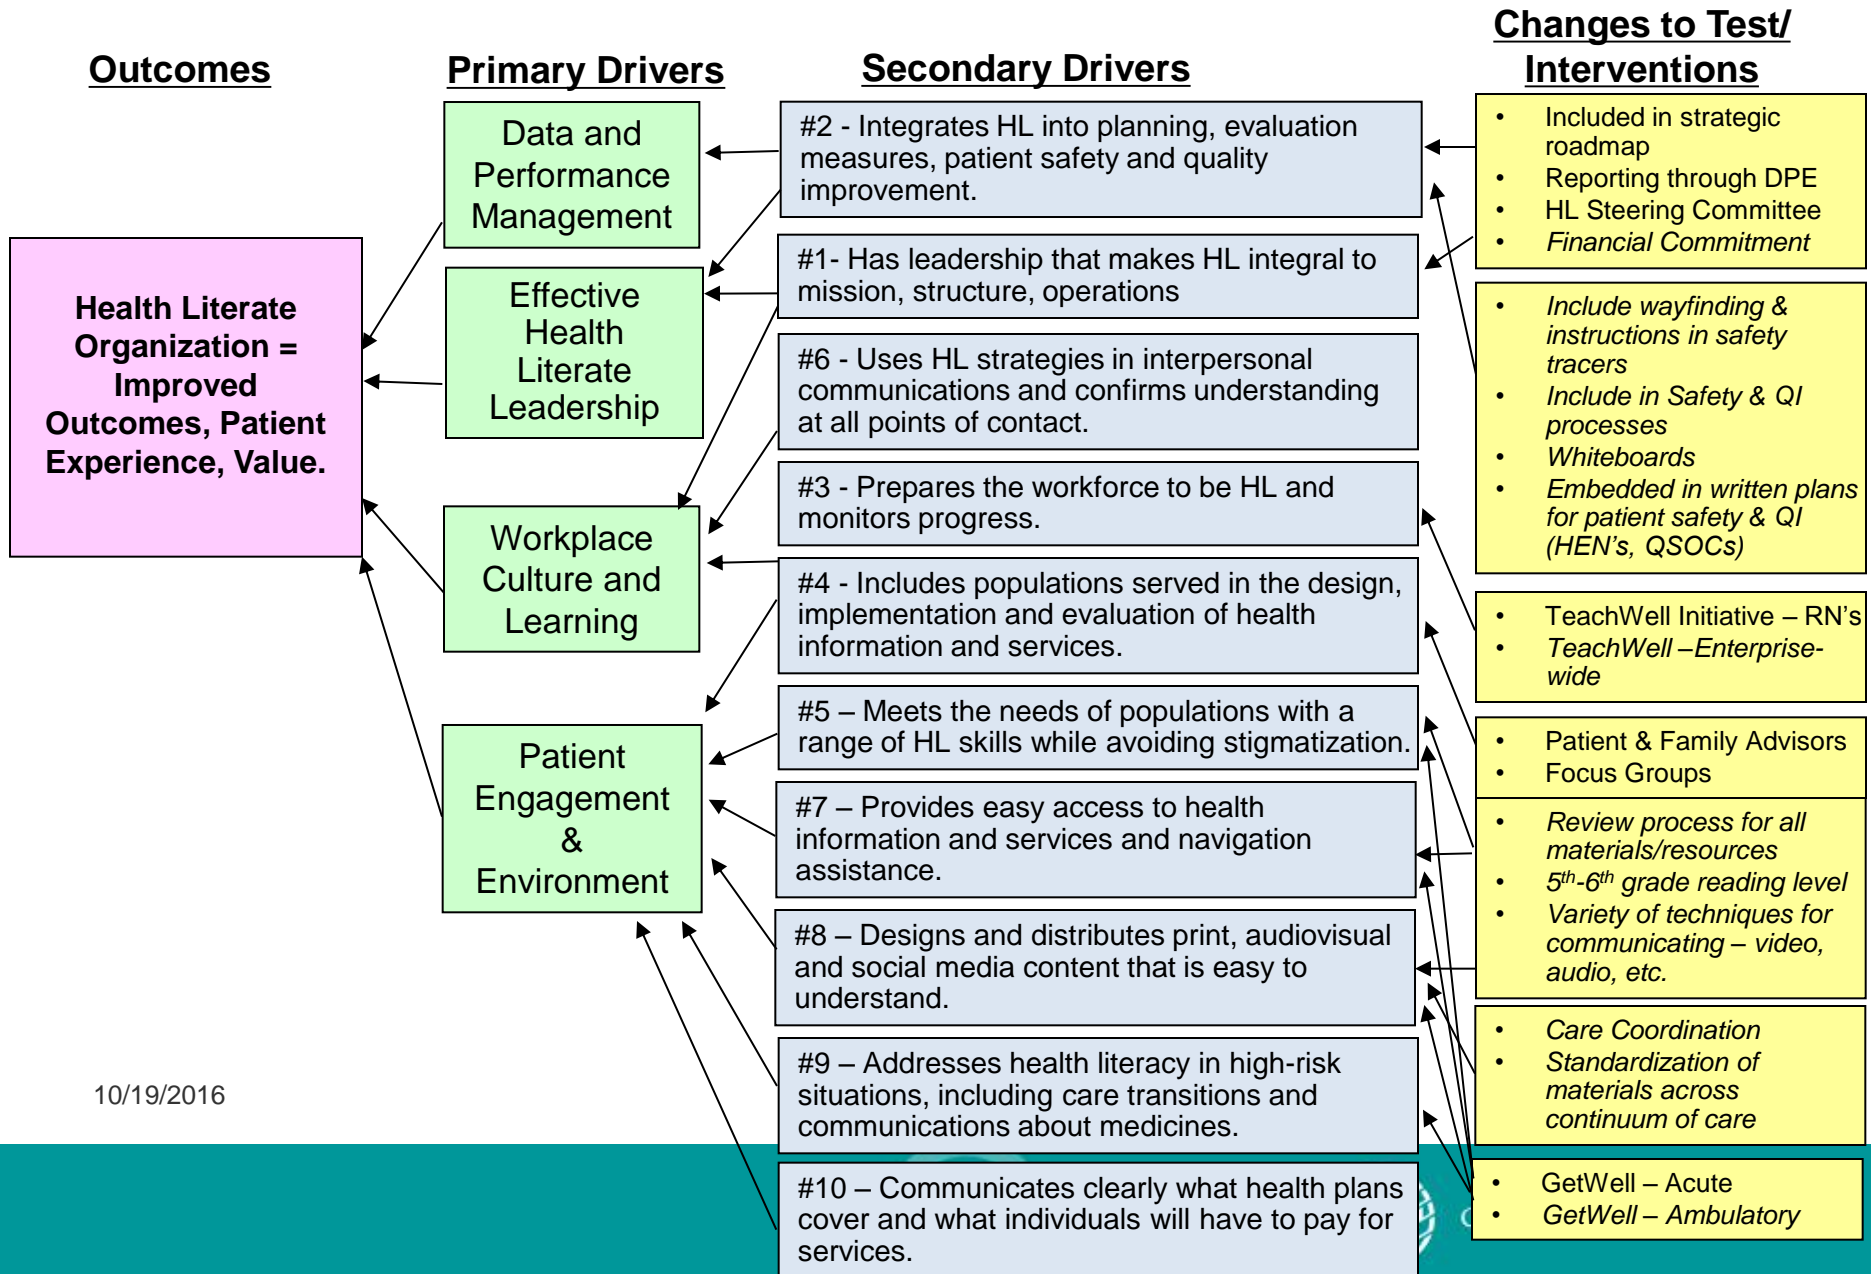 Outcomes
Primary Drivers
Secondary Drivers
Changes to Test/
Interventions
Health Literate
Organization =
Improved
Outcomes, Patient
Experience, Value.
Data and
Performance
Management
Effective
Health
Literate
Leadership
Workplace
Culture and
Learning
Patient
Engagement
&
Environment
#2 - Integrates HL into planning, evaluation
measures, patient safety and quality
improvement.
#1- Has leadership that makes HL integral to
mission, structure, operations
#6 - Uses HL strategies in interpersonal
communications and confirms understanding
at all points of contact.
#3 - Prepares the workforce to be HL and
monitors progress.
#4 - Includes populations served in the design,
implementation and evaluation of health
information and services.
#5 – Meets the needs of populations with a
range of HL skills while avoiding stigmatization.
#7 – Provides easy access to health
information and services and navigation
assistance.
#8 – Designs and distributes print, audiovisual
and social media content that is easy to
understand.
#9 – Addresses health literacy in high-risk
situations, including care transitions and
communications about medicines.
#10 – Communicates clearly what health plans
cover and what individuals will have to pay for
services.
• Included in strategic
roadmap
• Reporting through DPE
• HL Steering Committee
• Financial Commitment
• Include wayfinding &
instructions in safety
tracers
• Include in Safety & QI
processes
• Whiteboards
• Embedded in written plans
for patient safety & QI
(HEN's, QSOCs)
• TeachWell Initiative – RN's
• TeachWell –Enterprise-
wide
• Patient & Family Advisors
• Focus Groups
• Review process for all
materials/resources
• 5th-6th grade reading level
• Variety of techniques for
communicating – video,
audio, etc.
• Care Coordination
• Standardization of
materials across
continuum of care
• GetWell – Acute
• GetWell – Ambulatory
10/19/2016